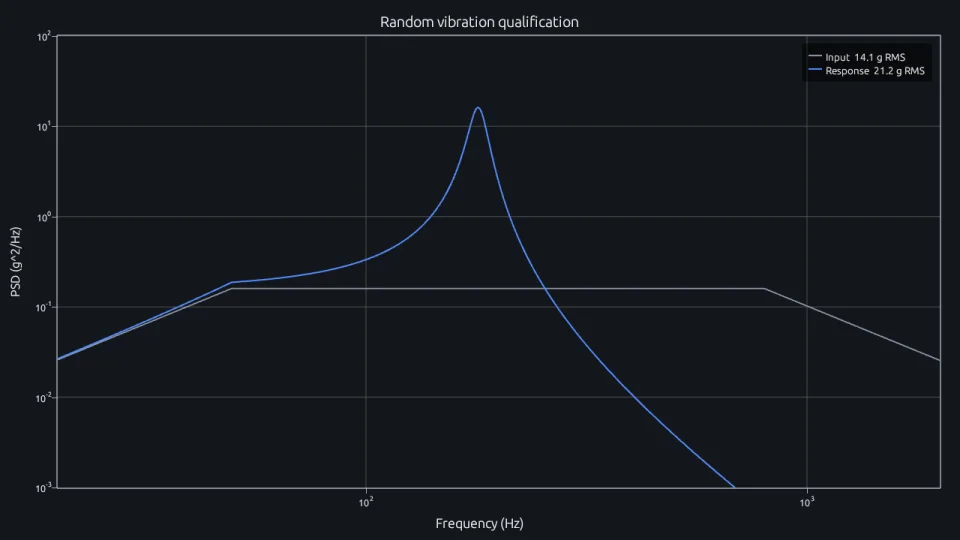 Random vibration qualification
Input 14.1 g RMS
Response 21.2 g RMS
10^2
10^1
10^0
10^-1
10^-2
10^-3
PSD (g^2/Hz)
10^2
10^3
Frequency (Hz)